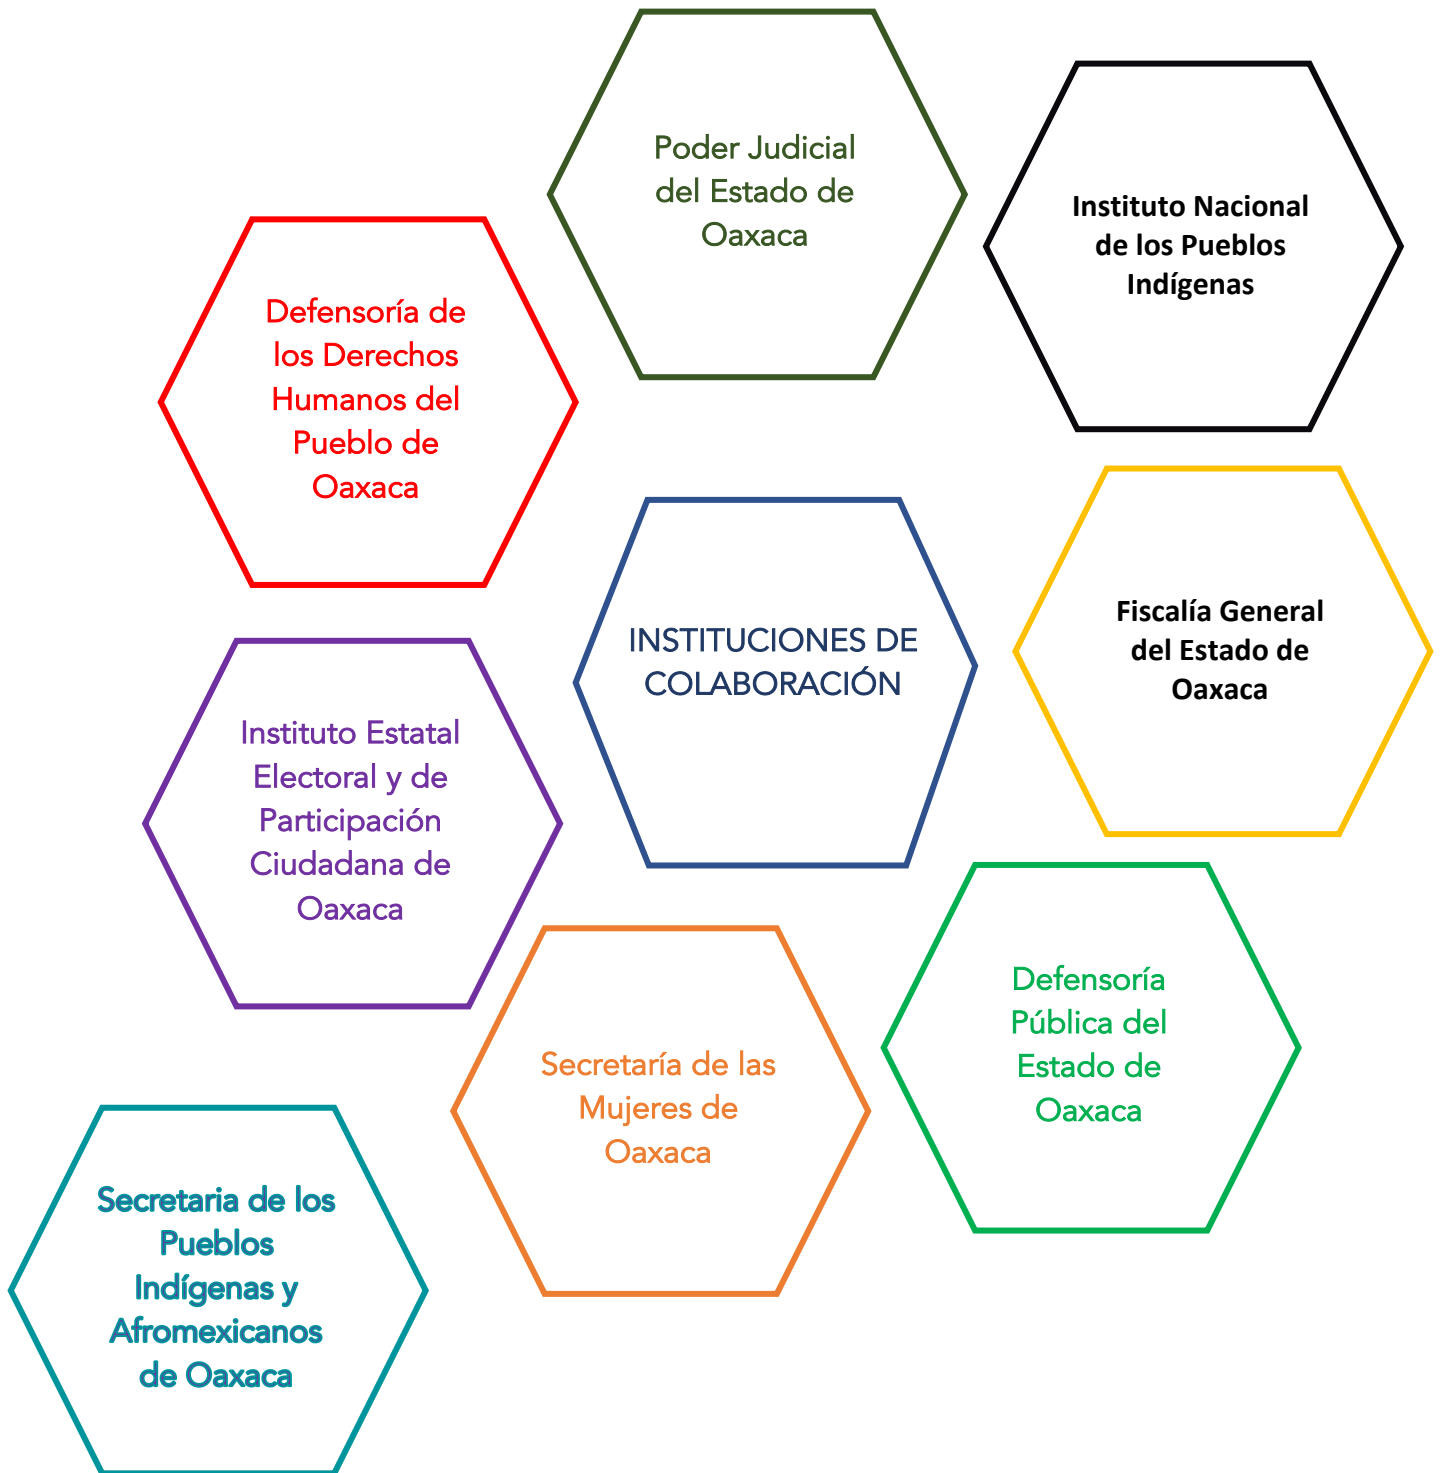 Poder Judicial
del Estado de
Oaxaca
Instituto Nacional
de los Pueblos
Indígenas
Defensoría de
los Derechos
Humanos del
Pueblo de
Oaxaca
INSTITUCIONES DE
COLABORACIÓN
Fiscalía General
del Estado de
Oaxaca
Instituto Estatal
Electoral y de
Participación
Ciudadana de
Oaxaca
Defensoría
Pública del
Estado de
Oaxaca
Secretaría de las
Mujeres de
Oaxaca
Secretaria de los
Pueblos
Indígenas y
Afromexicanos
de Oaxaca